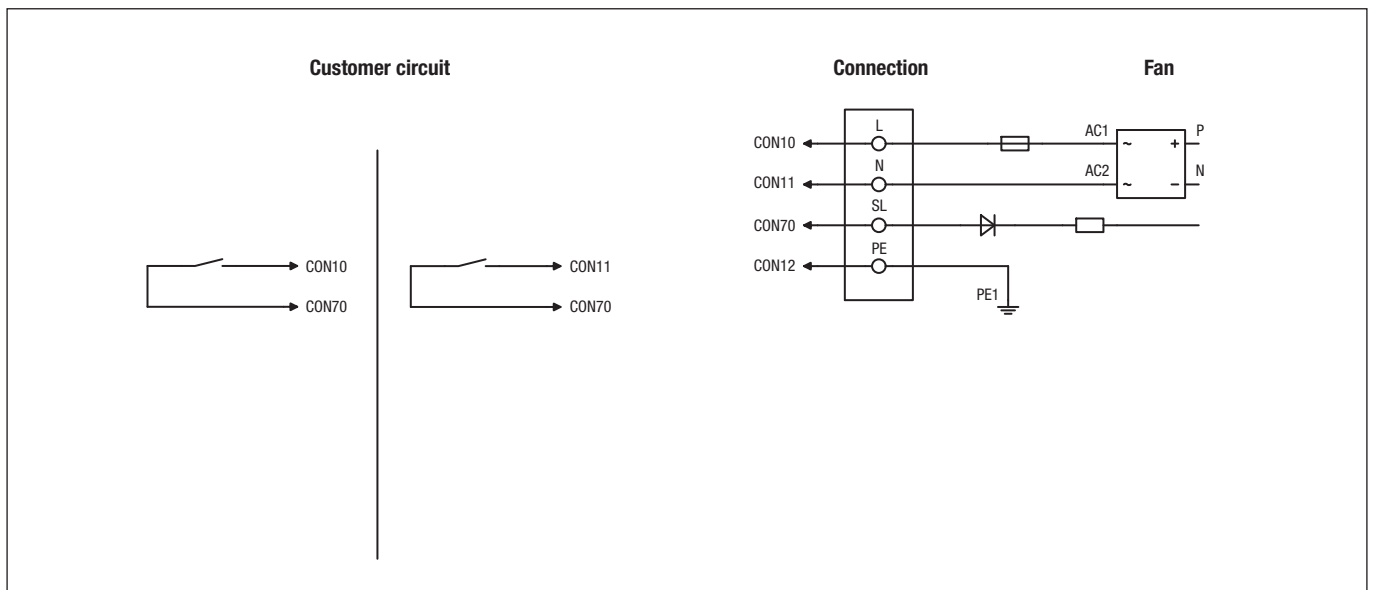 Customer circuit
Connection
Fan
L
CON10
AC1
~
+
P
N
CON11
AC2
~
−
N
SL
CON70
PE
CON12
PE1
CON10
CON70
CON11
CON70